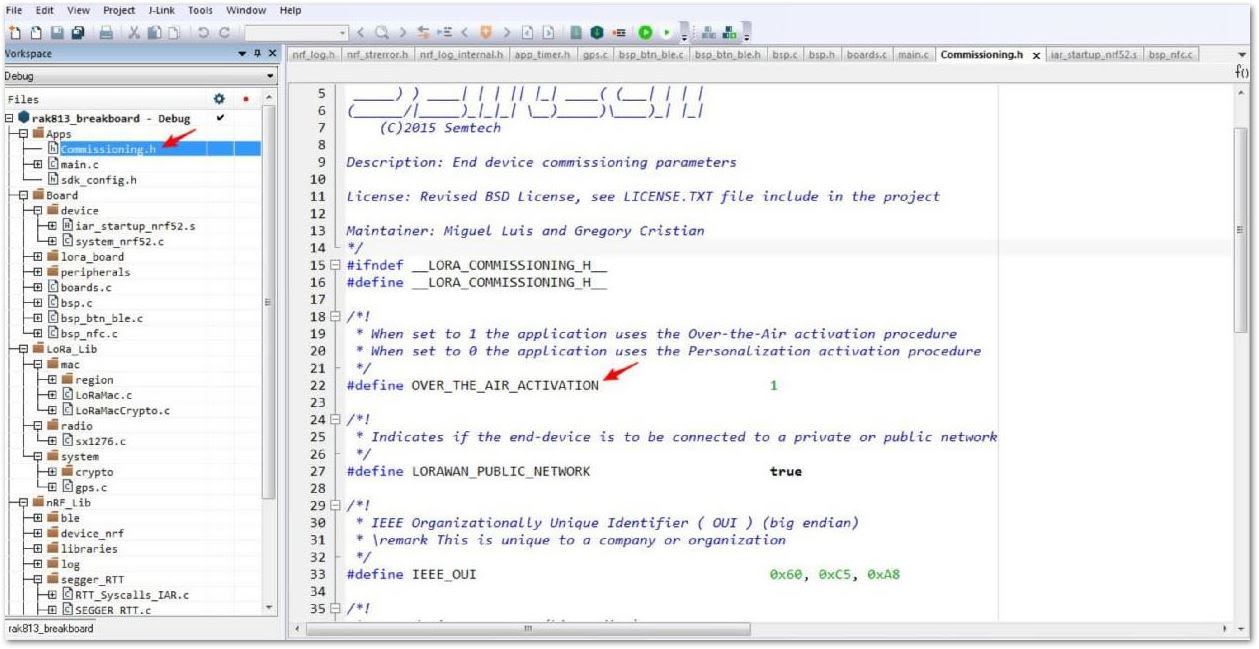 File Edit View Project J-Link Tools Window Help
Workspace
nrf_log.h nrf_strerror.h nrf_log_internal.h app_timer.h gps.c bsp_btn_ble.c bsp_btn_ble.h bsp.c bsp.h boards.c main.c Commissioning.h x iar_startup_nrf52.s bsp_nfc.c
Debug
f()
Files
rak813_breakboard - Debug
Apps
Commissioning.h
main.c
sdk_config.h
Board
device
iar_startup_nrf52.s
system_nrf52.c
lora_board
peripherals
boards.c
bsp.c
bsp_btn_ble.c
bsp_nfc.c
LoRa_Lib
mac
region
LoRaMac.c
LoRaMacCrypto.c
radio
sx1276.c
system
crypto
gps.c
nRF_Lib
ble
device_nrf
libraries
log
segger_RTT
RTT_Syscalls_IAR.c
SEGGER_RTT.c
rak813_breakboard
5 _____) ) ____| | | || |_| ____( (___| | | |
6 (______/|_____)_|_|_| \__)_____)\____)_| |_|
7 (C)2015 Semtech
8
9 Description: End device commissioning parameters
10
11 License: Revised BSD License, see LICENSE.TXT file include in the project
12
13 Maintainer: Miguel Luis and Gregory Cristian
14 */
15 #ifndef __LORA_COMMISSIONING_H__
16 #define __LORA_COMMISSIONING_H__
17
18 /*!
19 * When set to 1 the application uses the Over-the-Air activation procedure
20 * When set to 0 the application uses the Personalization activation procedure
21 */
22 #define OVER_THE_AIR_ACTIVATION 1
23
24 /*!
25 * Indicates if the end-device is to be connected to a private or public network
26 */
27 #define LORAWAN_PUBLIC_NETWORK true
28
29 /*!
30 * IEEE Organizationally Unique Identifier ( OUI ) (big endian)
31 * \remark This is unique to a company or organization
32 */
33 #define IEEE_OUI 0x60, 0xC5, 0xA8
34
35 /*!